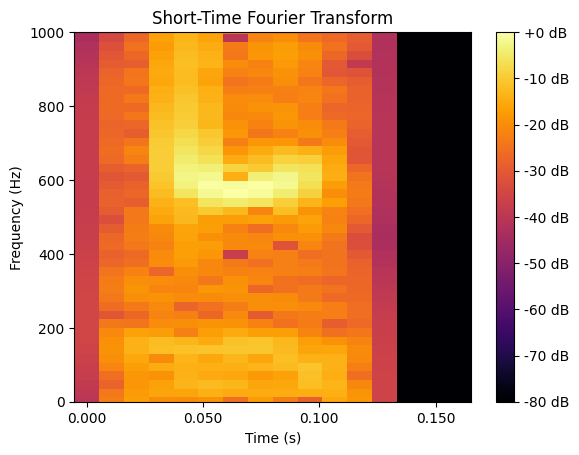 Short-Time Fourier Transform
Frequency (Hz)
1000
800
600
400
200
0
0.000
0.050
0.100
0.150
Time (s)
+0 dB
-10 dB
-20 dB
-30 dB
-40 dB
-50 dB
-60 dB
-70 dB
-80 dB